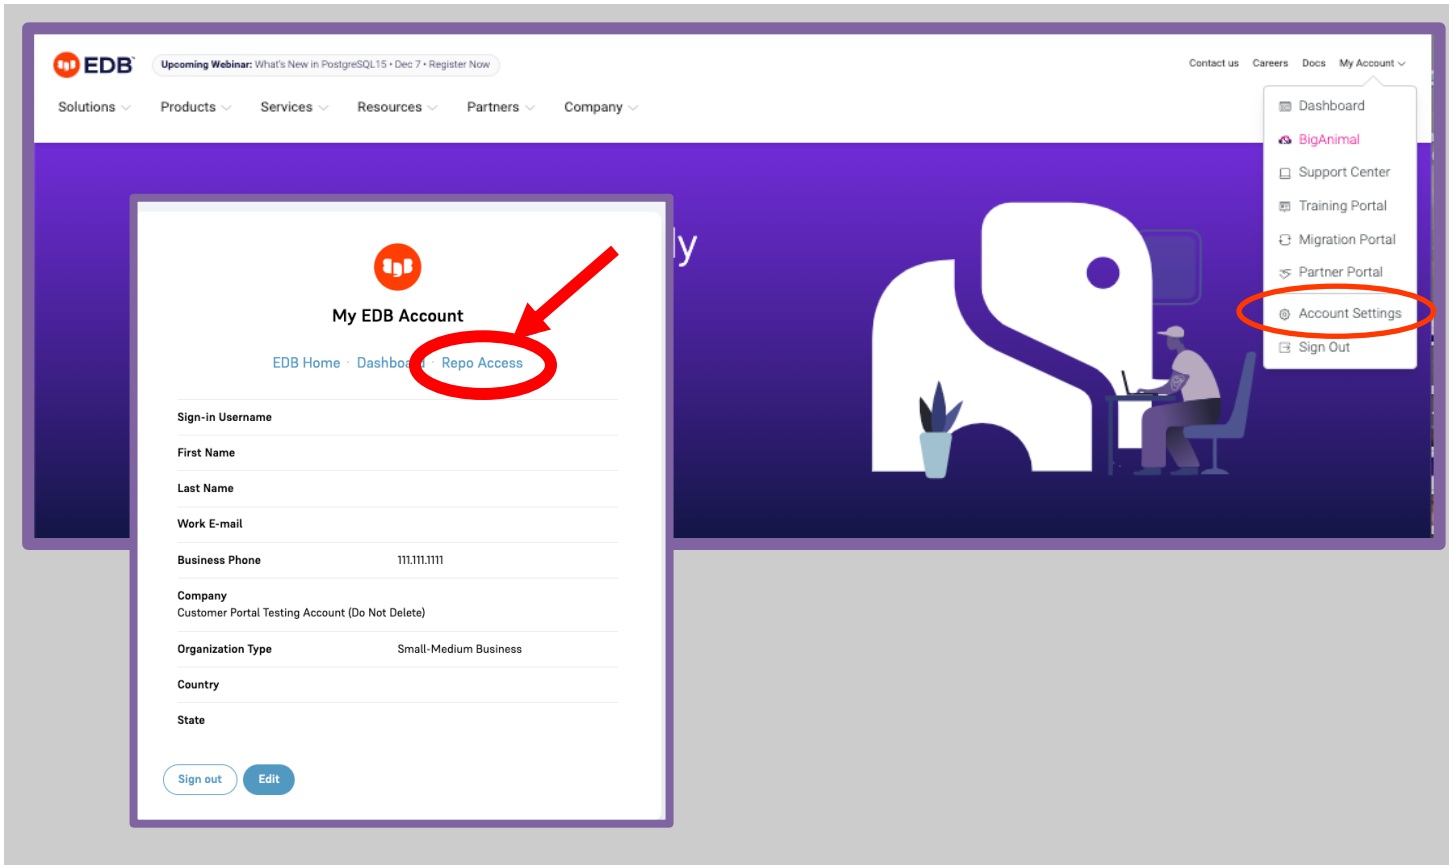 EDB™
Upcoming Webinar: What's New in PostgreSQL15 • Dec 7 • Register Now
Contact us Careers Docs My Account
Solutions Products Services Resources Partners Company
Dashboard
BigAnimal
Support Center
Training Portal
Migration Portal
Partner Portal
Account Settings
Sign Out
ly
My EDB Account
EDB Home · Dashboard · Repo Access
Sign-in Username
First Name
Last Name
Work E-mail
Business Phone 111.111.1111
Company
Customer Portal Testing Account (Do Not Delete)
Organization Type Small-Medium Business
Country
State
Sign out Edit